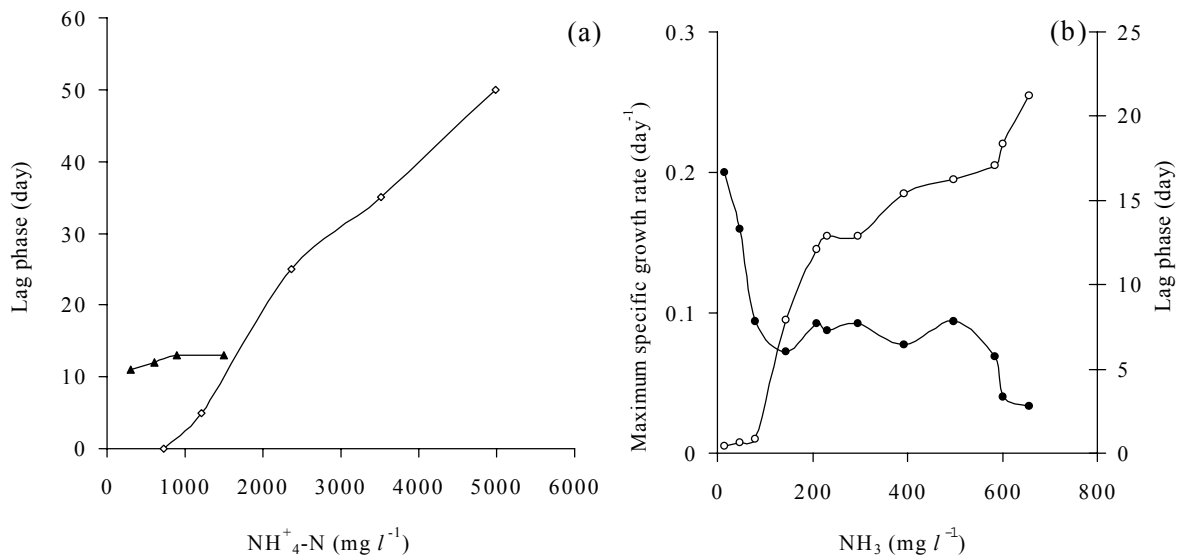 (a)
60
50
40
30
20
10
0
Lag phase (day)
0 1000 2000 3000 4000 5000 6000
NH⁺₄-N (mg l⁻¹)
(b)
0.3
0.2
0.1
0
Maximum specific growth rate (day⁻¹)
25
20
15
10
5
0
Lag phase (day)
0 200 400 600 800
NH₃ (mg l⁻¹)